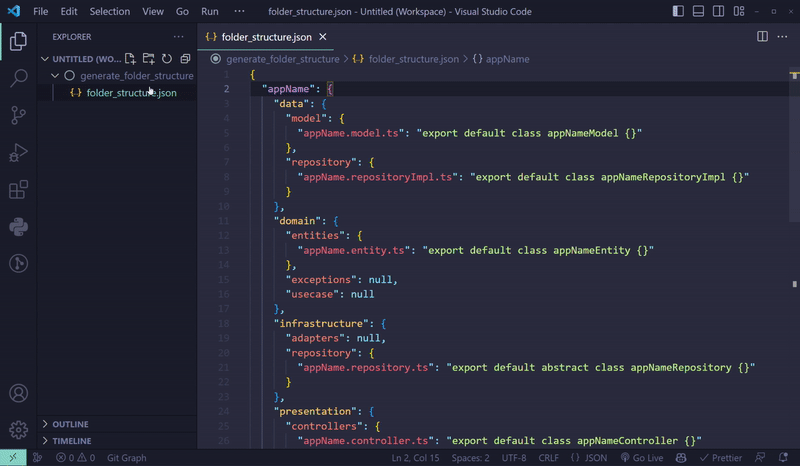 File Edit Selection View Go Run ··· folder_structure.json - Untitled (Workspace) - Visual Studio Code
EXPLORER ···
UNTITLED (WO...
generate_folder_structure
{..} folder_structure.json
OUTLINE
TIMELINE
{..} folder_structure.json
generate_folder_structure > {..} folder_structure.json > {} appName
1 {
2 "appName": {
3 "data": {
4 "model": {
5 "appName.model.ts": "export default class appNameModel {}"
6 },
7 "repository": {
8 "appName.repositoryImpl.ts": "export default class appNameRepositoryImpl {}"
9 }
10 },
11 "domain": {
12 "entities": {
13 "appName.entity.ts": "export default class appNameEntity {}"
14 },
15 "exceptions": null,
16 "usecase": null
17 },
18 "infrastructure": {
19 "adapters": null,
20 "repository": {
21 "appName.repository.ts": "export default abstract class appNameRepository {}"
22 }
23 },
24 "presentation": {
25 "controllers": {
26 "appName.controller.ts": "export default class appNameController {}"
0 0 Git Graph Ln 2, Col 15 Spaces: 2 UTF-8 CRLF {} JSON Go Live Prettier